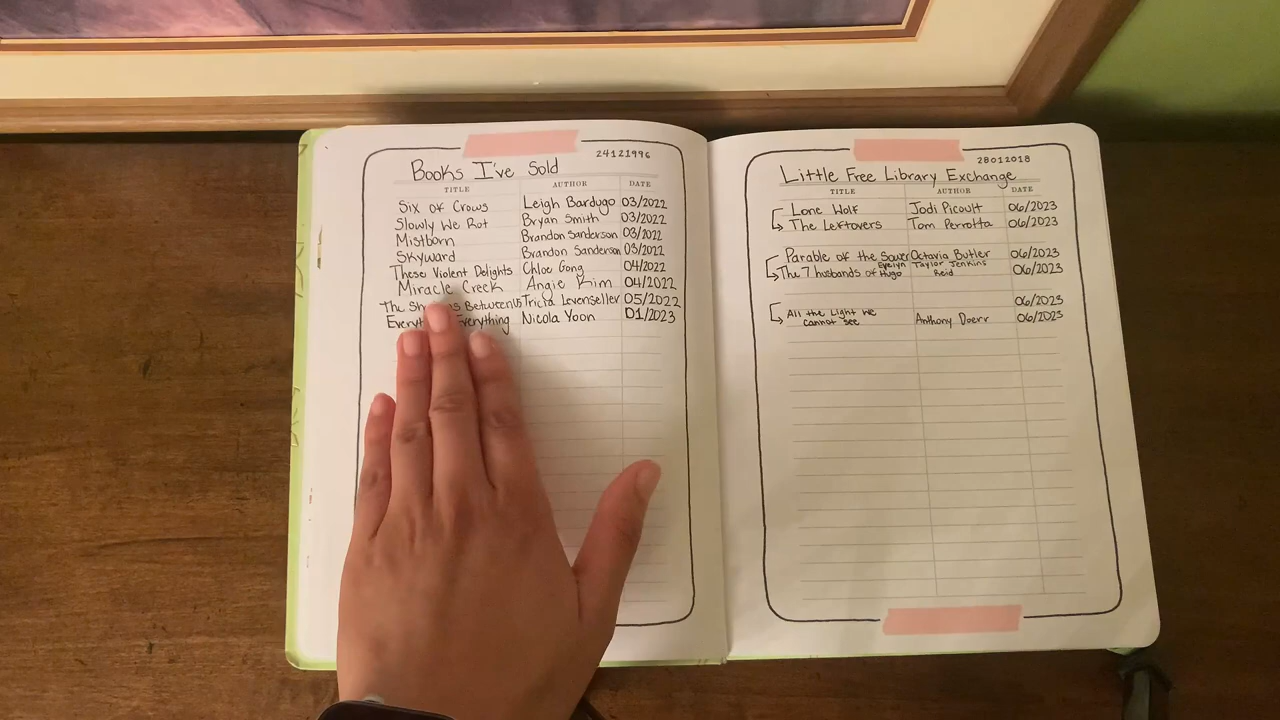 24121996
Books I've Sold
TITLE AUTHOR DATE
Six of Crows Leigh Bardugo 03/2022
Slowly We Rot Bryan Smith 03/2022
Mistborn Brandon Sanderson 03/2022
Skyward Brandon Sanderson 03/2022
These Violent Delights Chloe Gong 04/2022
Miracle Creek Angie Kim 04/2022
The Between Us Tricia Levenseller 05/2022
Everything Nicola Yoon 01/2023
28012018
Little Free Library Exchange
TITLE AUTHOR DATE
Lone Wolf Jodi Picoult 06/2023
The Leftovers Tom Perrotta 06/2023
Parable of the Sower Octavia Butler 06/2023
The 7 husbands of Evelyn Hugo Taylor Jenkins Reid 06/2023
06/2023
All the Light We cannot see Anthony Doerr 06/2023